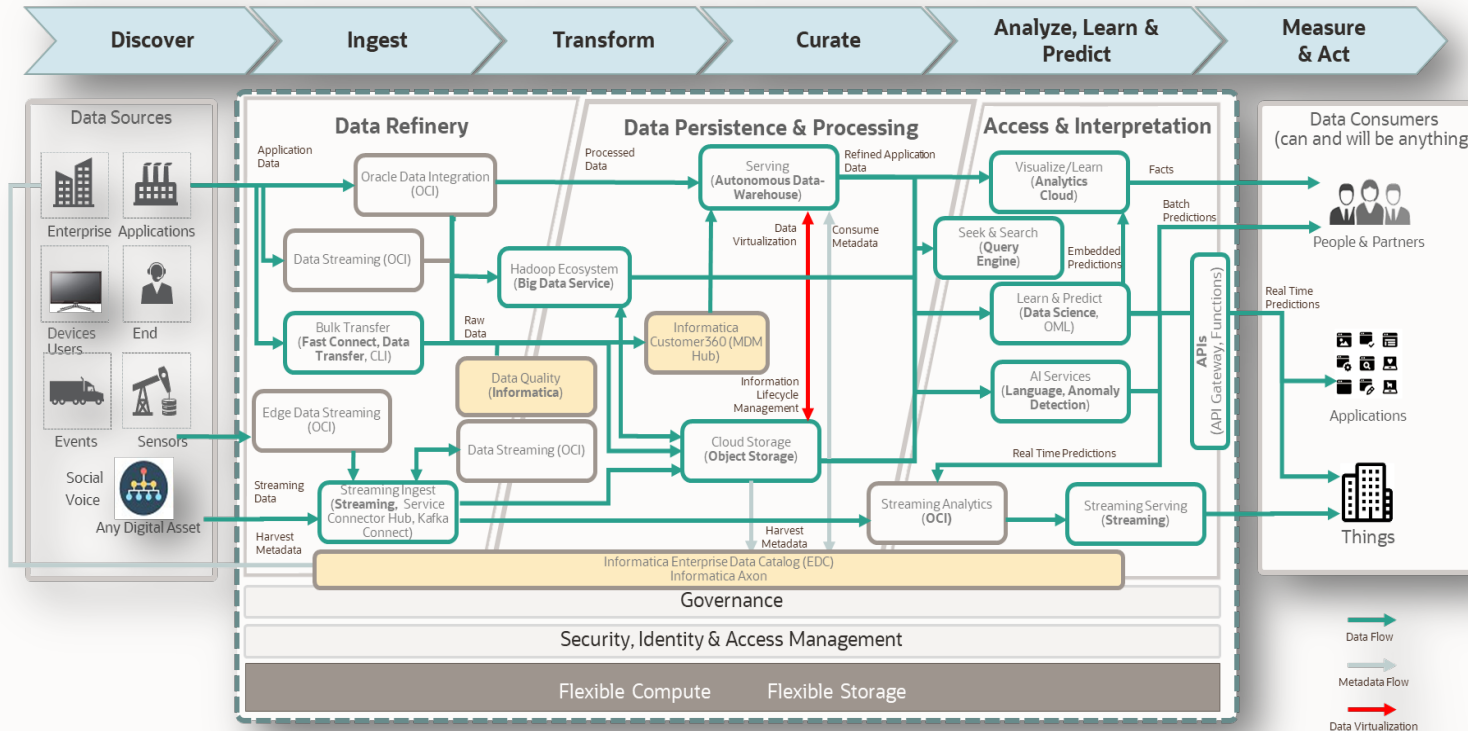 Discover
Ingest
Transform
Curate
Analyze, Learn &
Predict
Measure
& Act
Data Sources
Enterprise
Applications
Devices
Users
End
Events
Sensors
Social
Voice
Any Digital Asset
Data Refinery
Application
Data
Oracle Data Integration
(OCI)
Data Streaming (OCI)
Bulk Transfer
(Fast Connect, Data
Transfer, CLI)
Edge Data Streaming
(OCI)
Streaming
Data
Streaming Ingest
(Streaming, Service
Connector Hub, Kafka
Connect)
Harvest
Metadata
Data Quality
(Informatica)
Data Streaming (OCI)
Raw
Data
Data Persistence & Processing
Processed
Data
Serving
(Autonomous Data-
Warehouse)
Refined Application
Data
Hadoop Ecosystem
(Big Data Service)
Data
Virtualization
Consume
Metadata
Informatica
Customer360 (MDM
Hub)
Information
Lifecycle
Management
Cloud Storage
(Object Storage)
Harvest
Metadata
Access & Interpretation
Visualize/Learn
(Analytics
Cloud)
Seek & Search
(Query
Engine)
Embedded
Predictions
Learn & Predict
(Data Science,
OML)
AI Services
(Language, Anomaly
Detection)
Real Time Predictions
Streaming Analytics
(OCI)
Streaming Serving
(Streaming)
APIs
(API Gateway, Functions)
Facts
Batch
Predictions
Real Time
Predictions
Data Consumers
(can and will be anything)
People & Partners
Applications
Things
Informatica Enterprise Data Catalog (EDC)
Informatica Axon
Governance
Security, Identity & Access Management
Flexible Compute
Flexible Storage
Data Flow
Metadata Flow
Data Virtualization